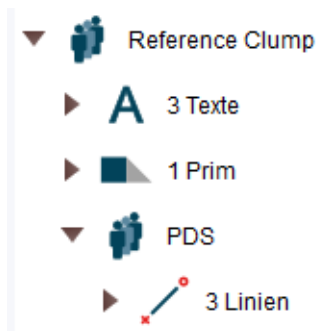 Reference Clump
3 Texte
1 Prim
PDS
3 Linien